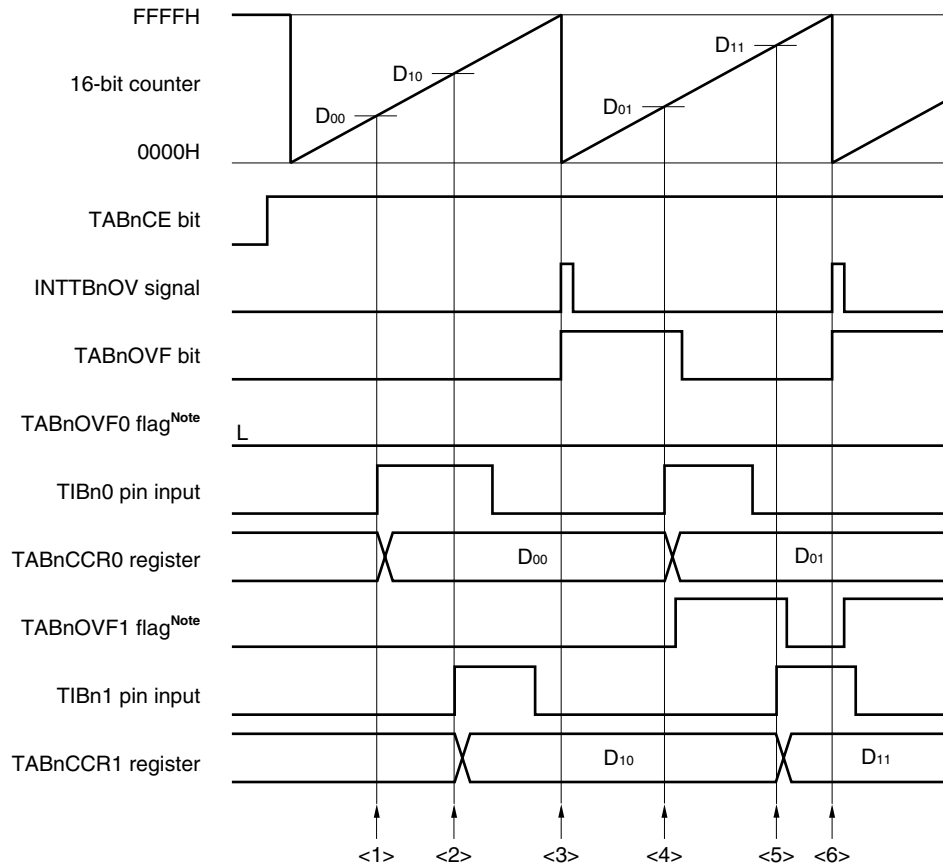 FFFFH
D11
D10
16-bit counter
D01
D00
0000H
TABnCE bit
INTTBnOV signal
TABnOVF bit
TABnOVF0 flagNote
L
TIBn0 pin input
TABnCCR0 register
D00
D01
TABnOVF1 flagNote
TIBn1 pin input
TABnCCR1 register
D10
D11
<1> <2> <3> <4> <5> <6>